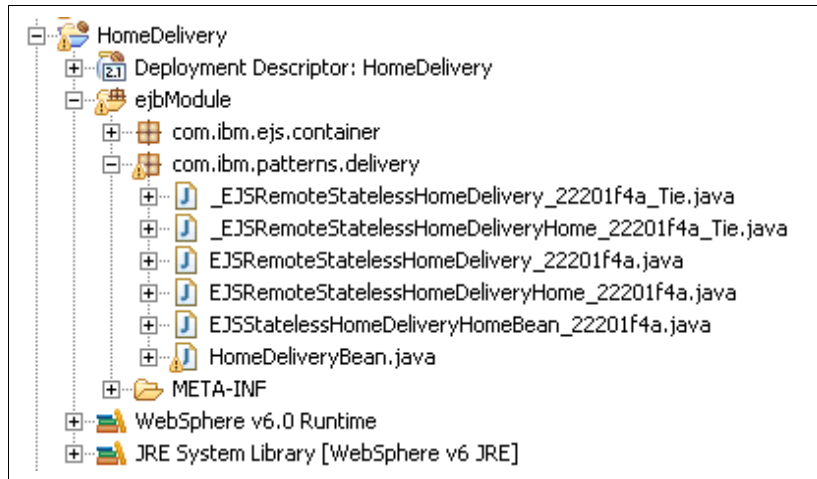 HomeDelivery
2.1 Deployment Descriptor: HomeDelivery
ejbModule
com.ibm.ejs.container
com.ibm.patterns.delivery
J _EJSRemoteStatelessHomeDelivery_22201f4a_Tie.java
J _EJSRemoteStatelessHomeDeliveryHome_22201f4a_Tie.java
J EJSRemoteStatelessHomeDelivery_22201f4a.java
J EJSRemoteStatelessHomeDeliveryHome_22201f4a.java
J EJSStatelessHomeDeliveryHomeBean_22201f4a.java
J HomeDeliveryBean.java
META-INF
WebSphere v6.0 Runtime
JRE System Library [WebSphere v6 JRE]